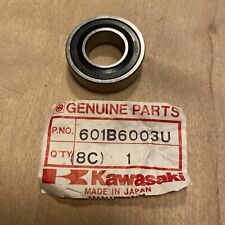 GENUINE PARTS
P.NO. 601B6003U
Q'TY (8C) 1
Kawasaki
MADE IN JAPAN